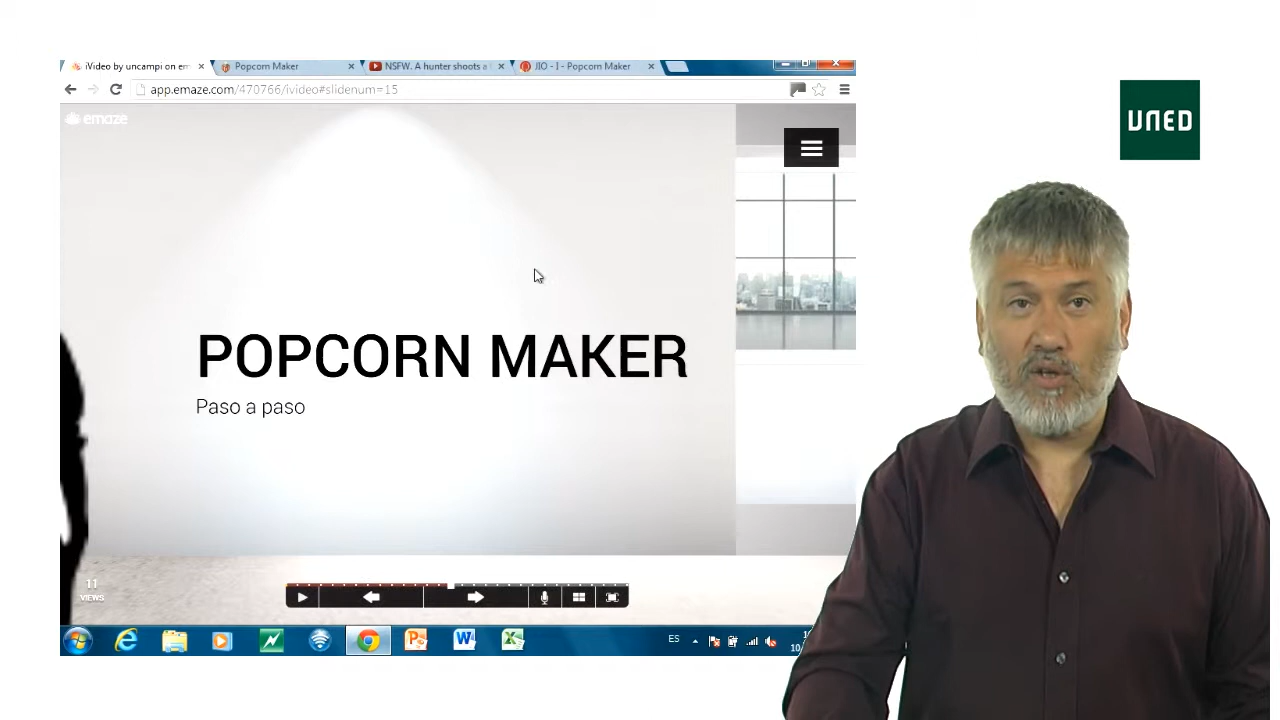 iVideo by uncampi on em
Popcorn Maker
NSFW. A hunter shoots a
JIO - I - Popcorn Maker
app.emaze.com/470766/ivideo#slidenum=15
emaze
UNED
POPCORN MAKER
Paso a paso
11
VIEWS
ES